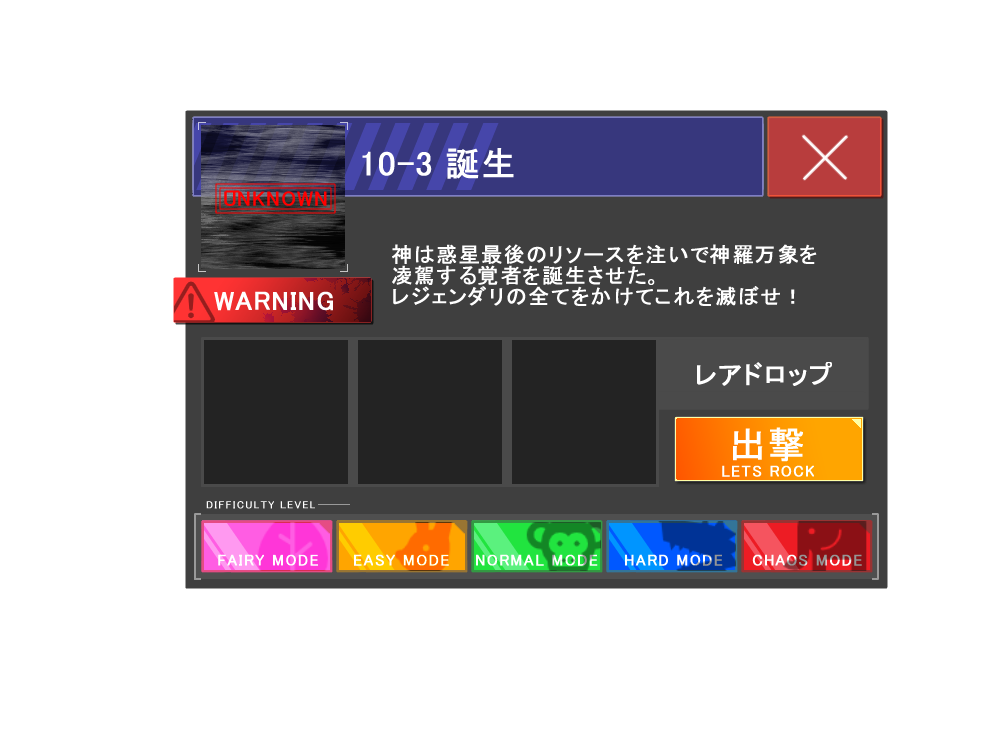 10-3 誕生
UNKNOWN
神は惑星最後のリソースを注いで神羅万象を
凌駕する覚者を誕生させた。
レジェンダリの全てをかけてこれを滅ぼせ！
WARNING
レアドロップ
出撃
LETS ROCK
DIFFICULTY LEVEL
FAIRY MODE
EASY MODE
NORMAL MODE
HARD MODE
CHAOS MODE